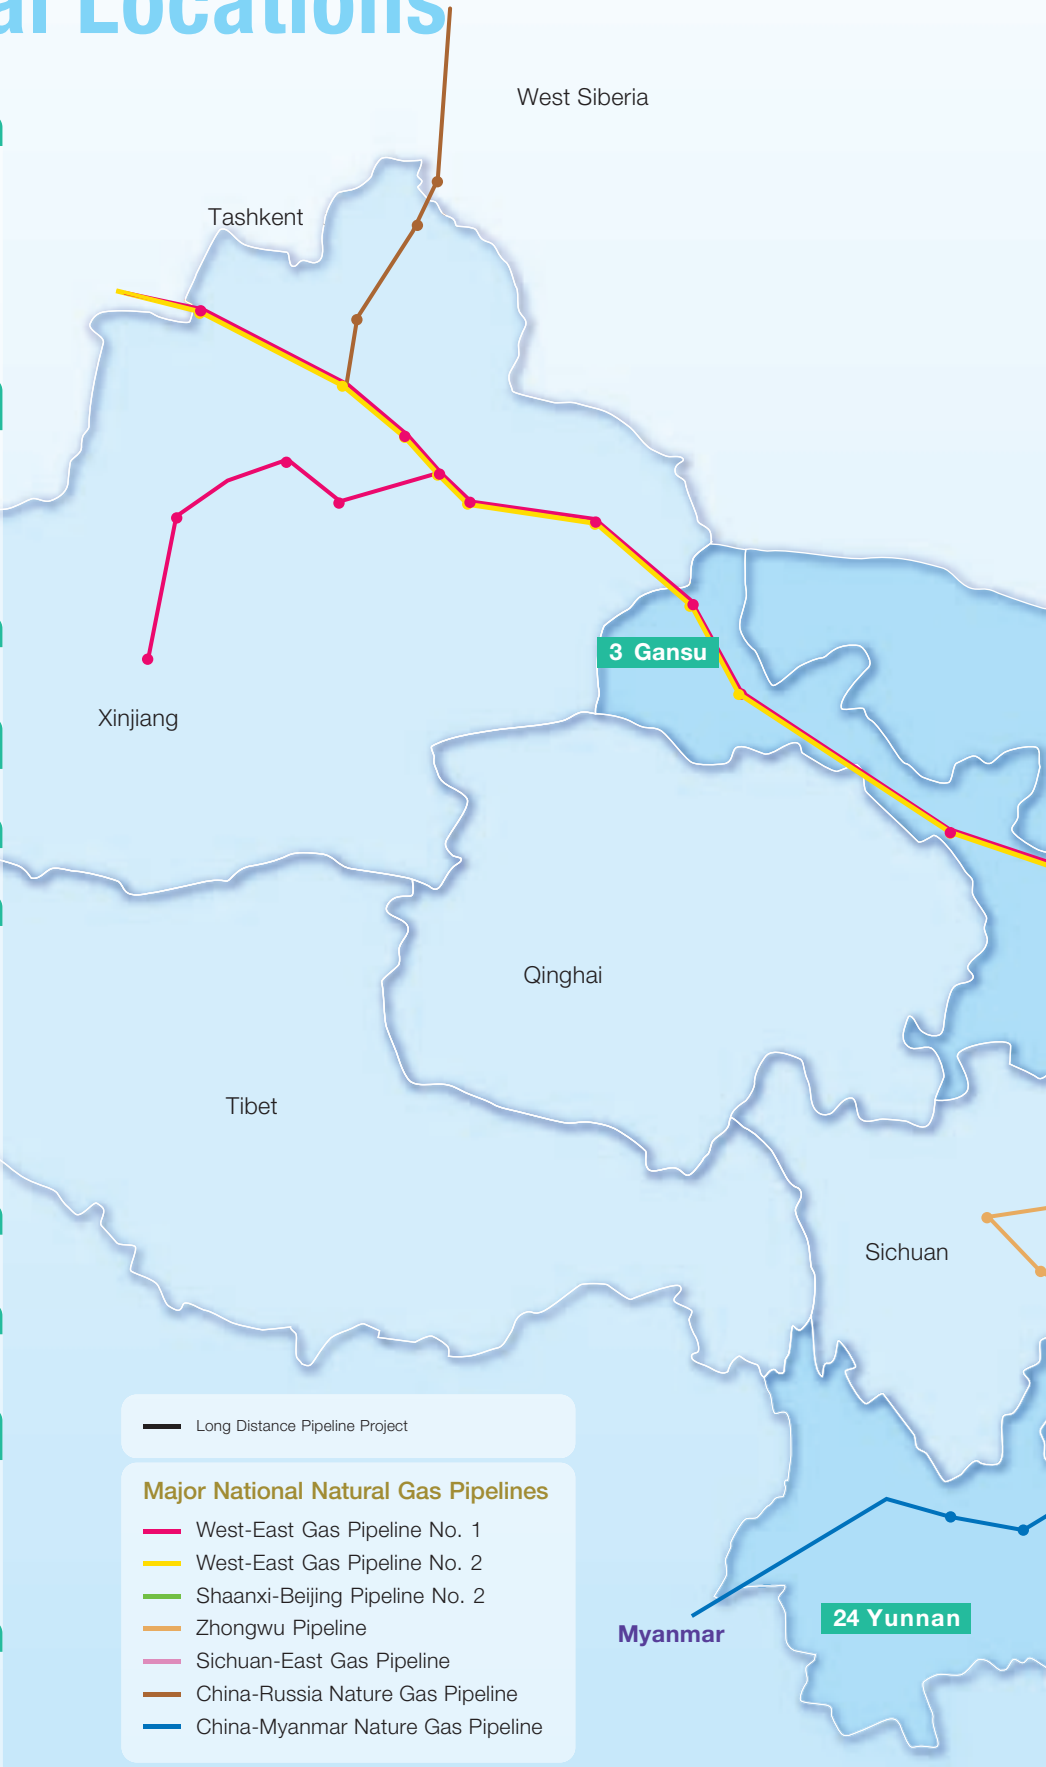 al Locations
West Siberia
Tashkent
3 Gansu
Xinjiang
Qinghai
Tibet
Sichuan
Long Distance Pipeline Project
Major National Natural Gas Pipelines
West-East Gas Pipeline No. 1
West-East Gas Pipeline No. 2
Shaanxi-Beijing Pipeline No. 2
Zhongwu Pipeline
Sichuan-East Gas Pipeline
China-Russia Nature Gas Pipeline
China-Myanmar Nature Gas Pipeline
Myanmar
24 Yunnan